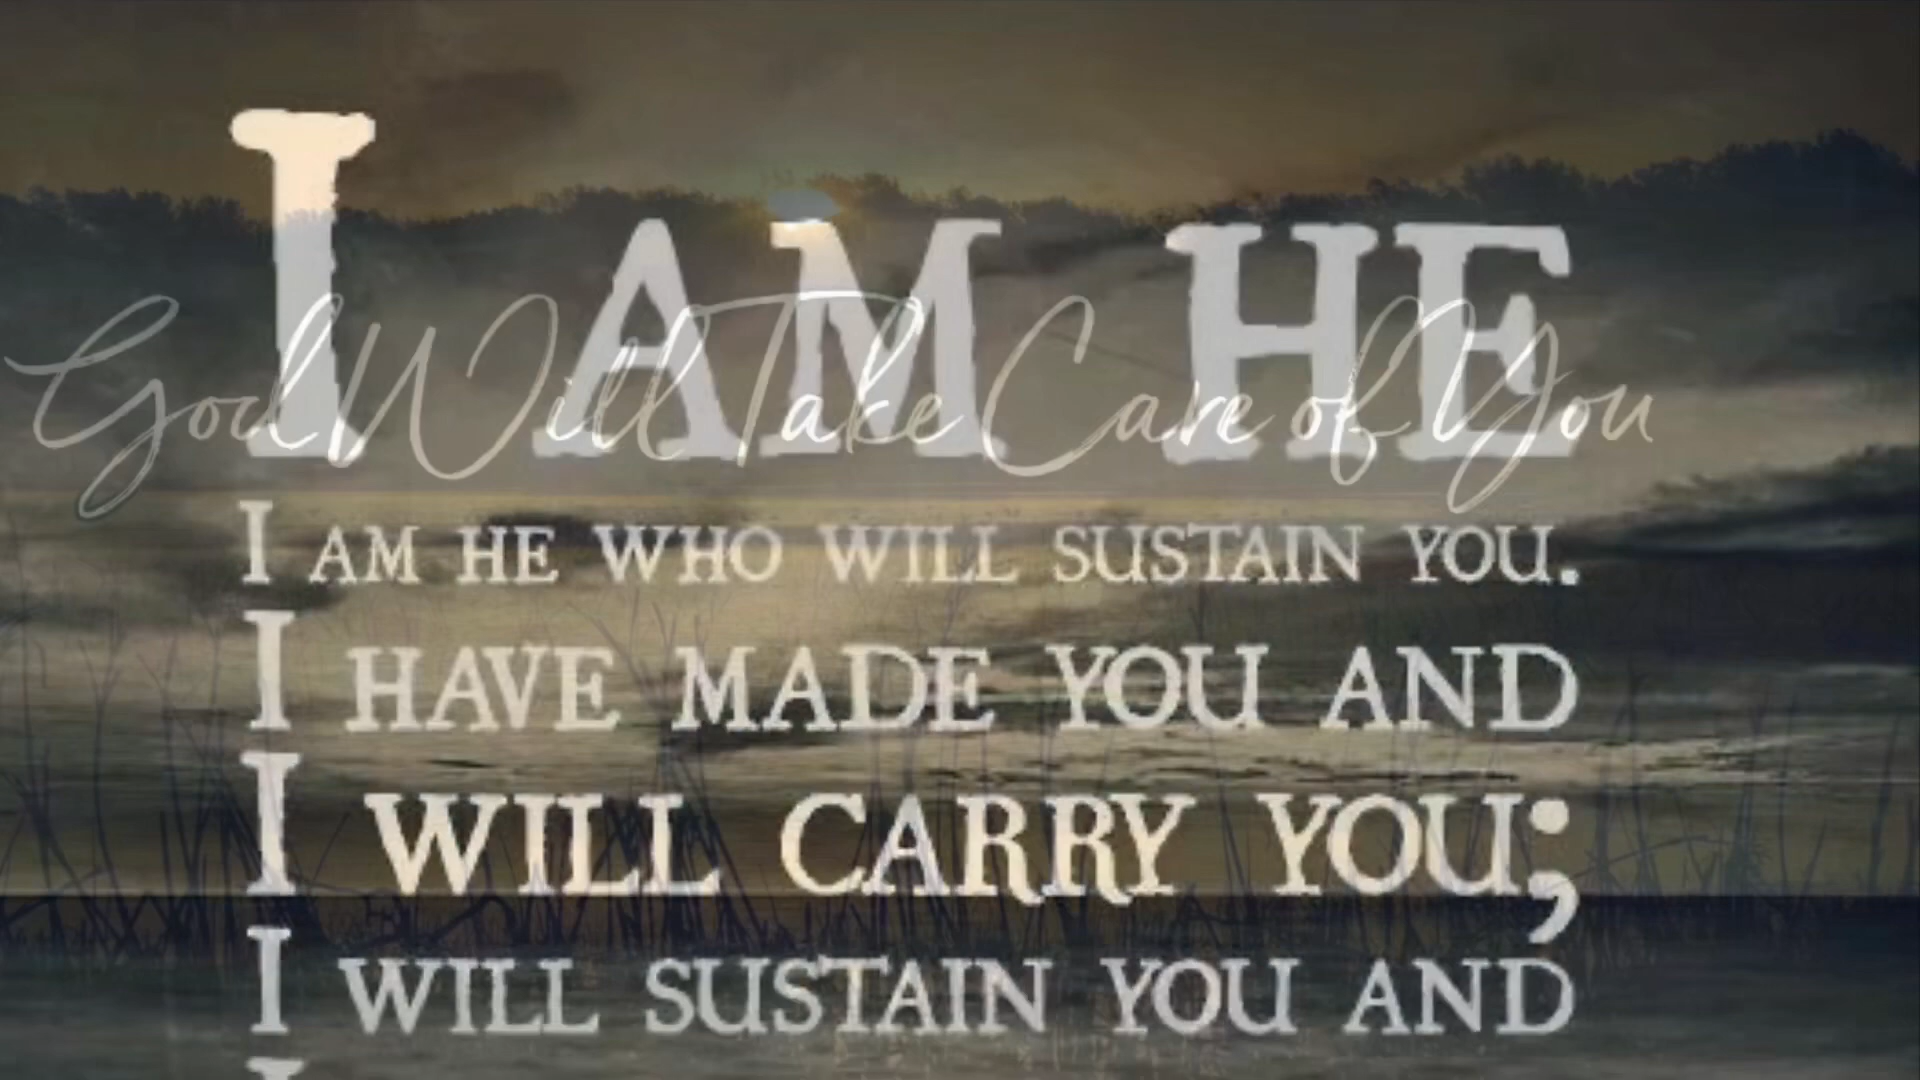 I AM HE
God Will Take Care of You
I AM HE WHO WILL SUSTAIN YOU.
I HAVE MADE YOU AND
I WILL CARRY YOU;
I WILL SUSTAIN YOU AND